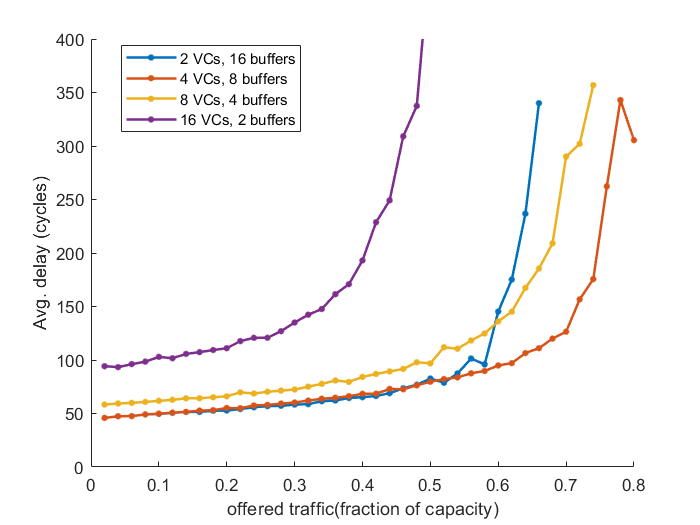 400
350
300
250
200
150
100
50
0
Avg. delay (cycles)
2 VCs, 16 buffers
4 VCs, 8 buffers
8 VCs, 4 buffers
16 VCs, 2 buffers
0 0.1 0.2 0.3 0.4 0.5 0.6 0.7 0.8
offered traffic(fraction of capacity)